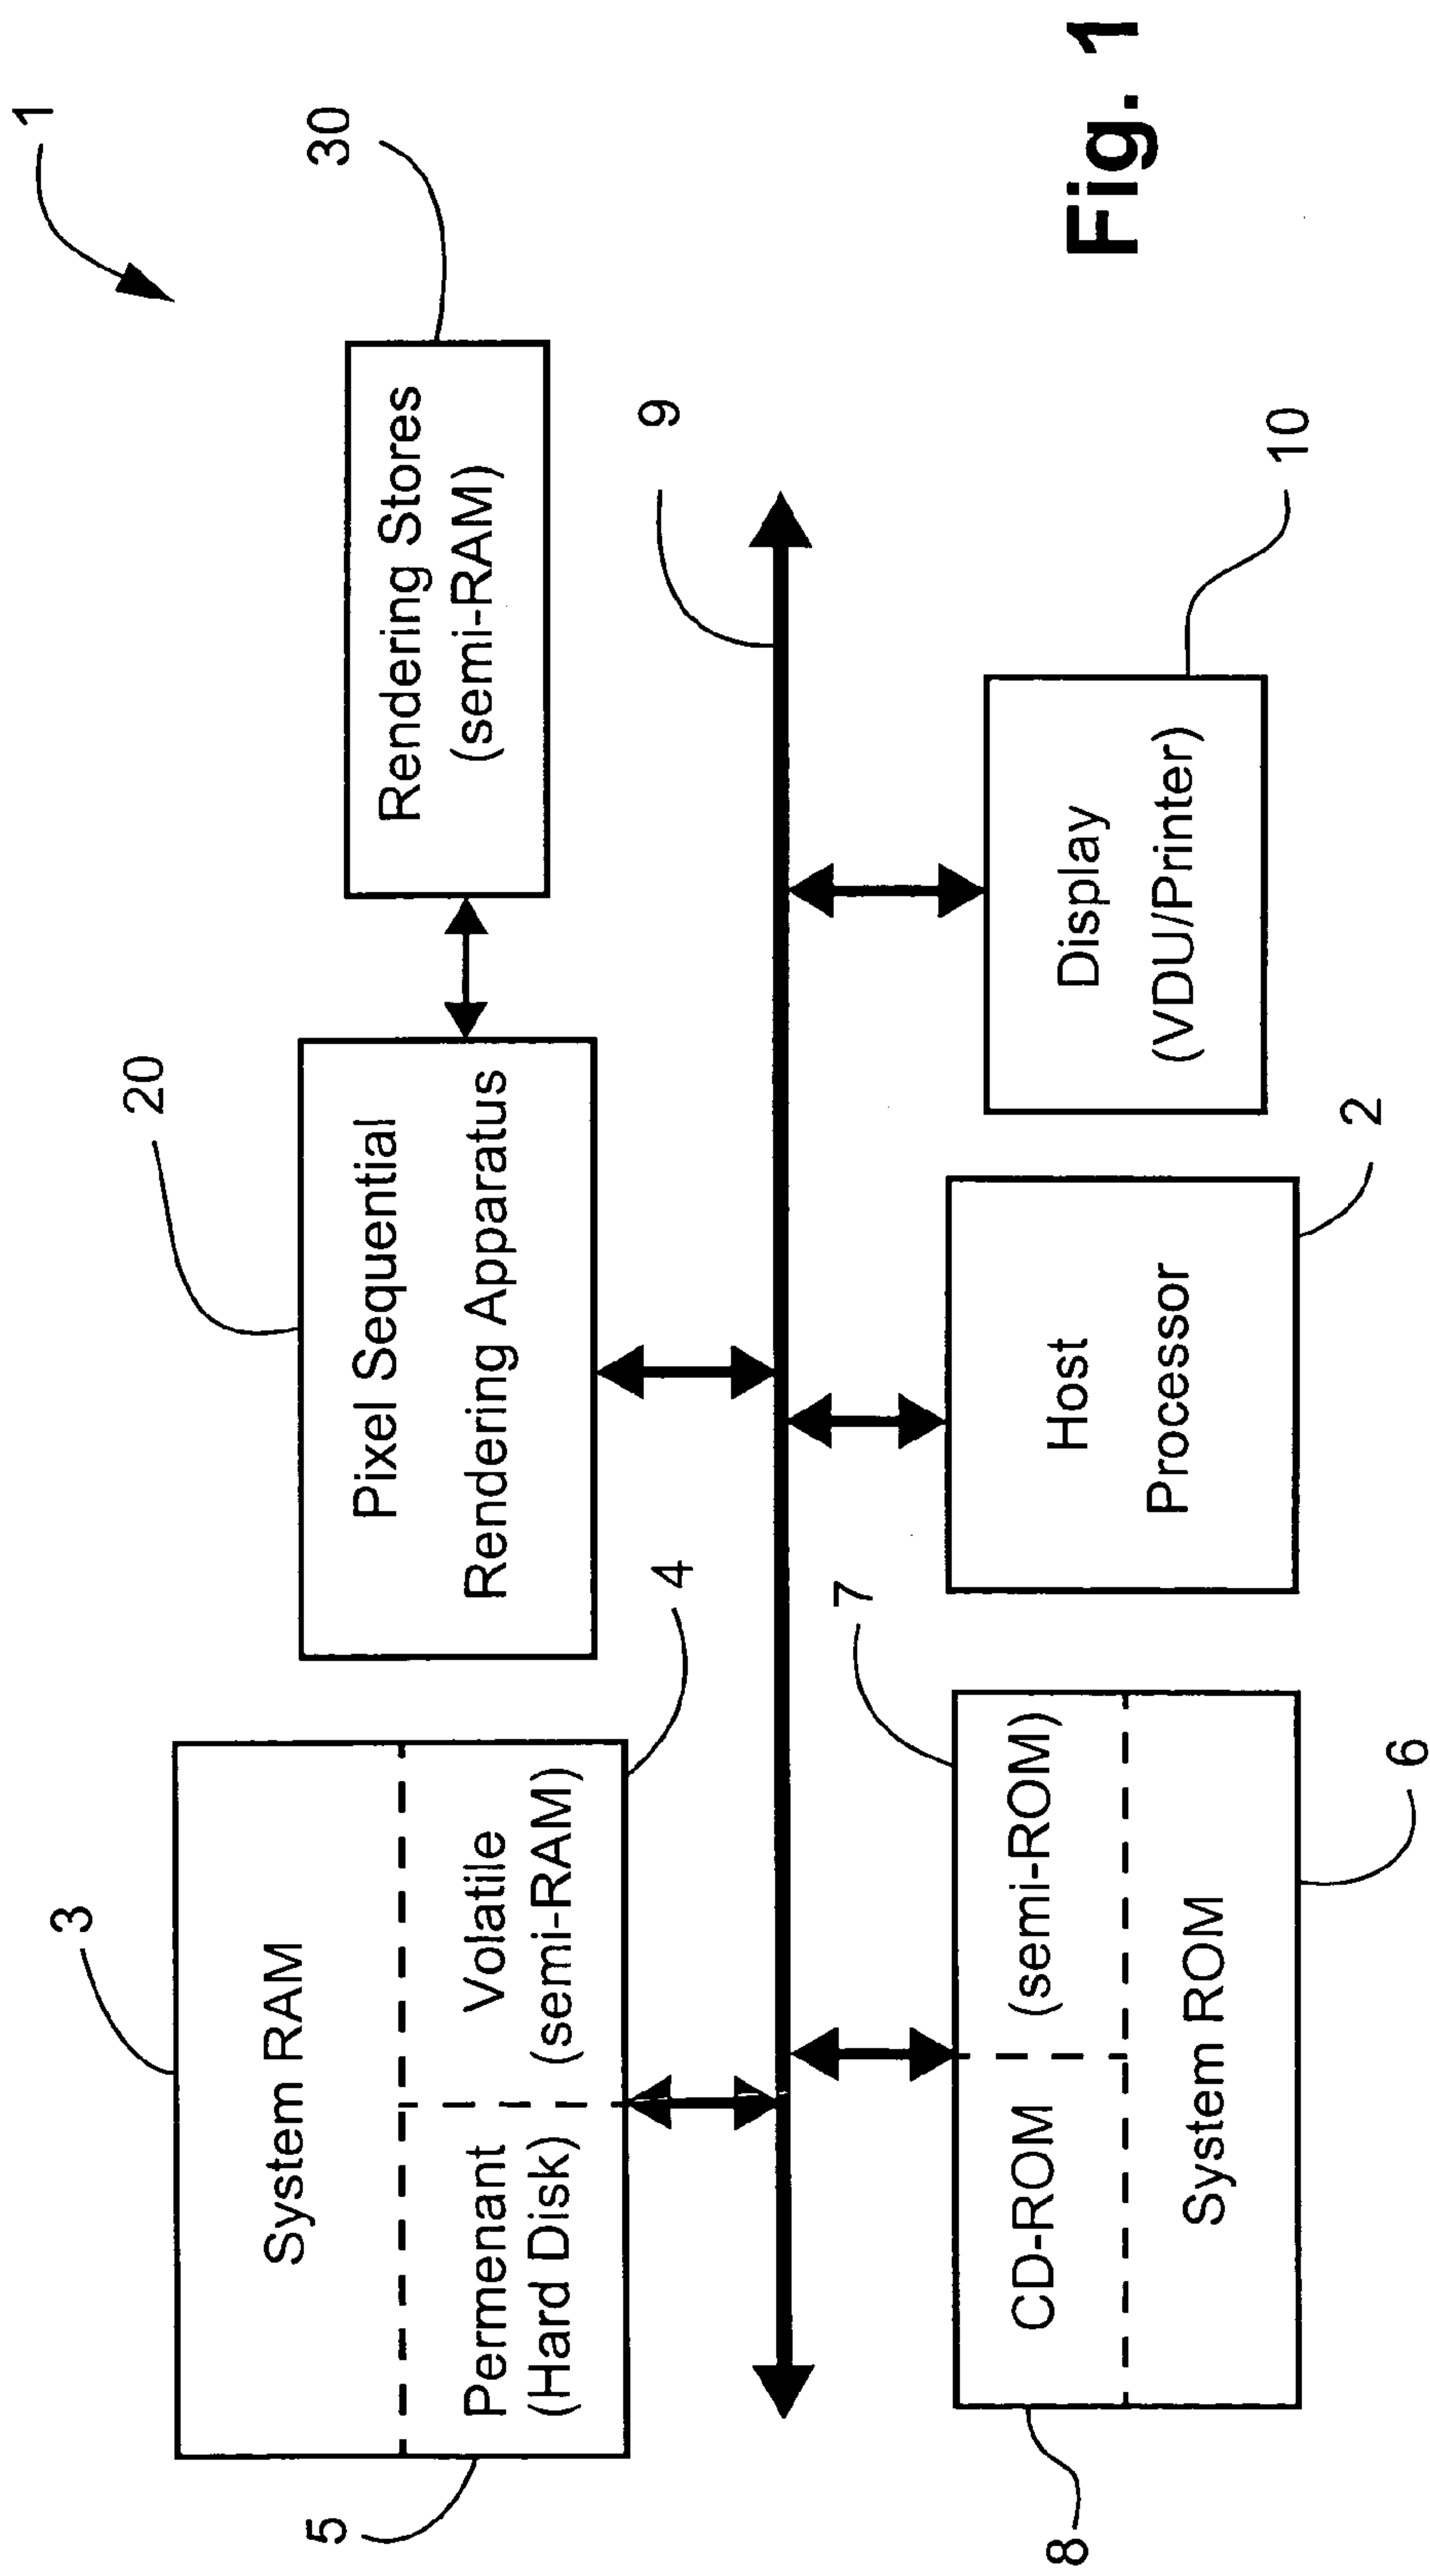 1
3
System RAM
Permenant
(Hard Disk)
Volatile
(semi-RAM)
5
4
20
Pixel Sequential
Rendering Apparatus
30
Rendering Stores
(semi-RAM)
9
7
CD-ROM
(semi-ROM)
System ROM
8
6
Host
Processor
2
Display
(VDU/Printer)
10
Fig. 1